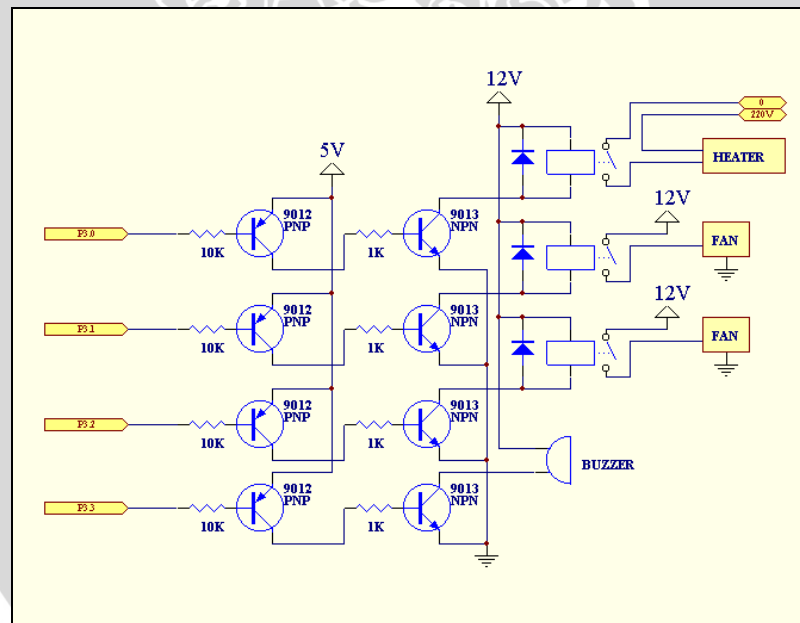 12V
0
220V
HEATER
5V
12V
P3.0
10K
9012
PNP
1K
9013
NPN
FAN
12V
P3.1
10K
9012
PNP
1K
9013
NPN
FAN
P3.2
10K
9012
PNP
1K
9013
NPN
BUZZER
P3.3
10K
9012
PNP
1K
9013
NPN